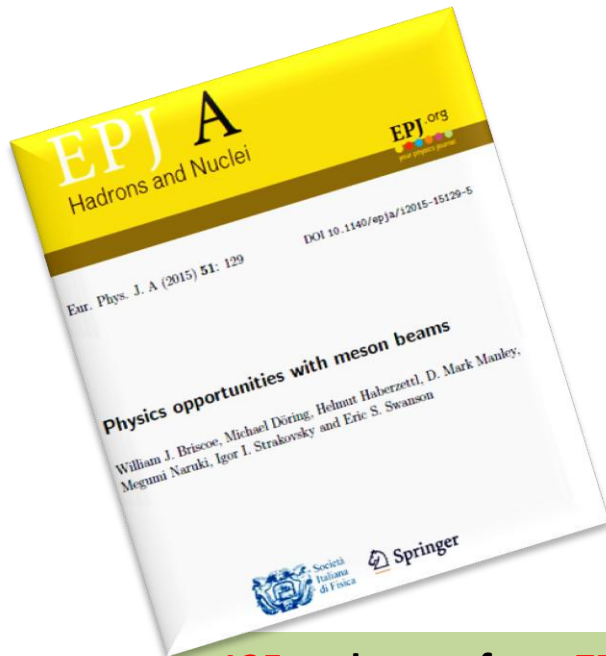 EPJ A
EPJ.org
your physics journal
Hadrons and Nuclei
Eur. Phys. J. A (2015) 51: 129
DOI 10.1140/epja/i2015-15129-5
Physics opportunities with meson beams
William J. Briscoe, Michael Döring, Helmut Haberzettl, D. Mark Manley,
Megumi Naruki, Igor I. Strakovsky and Eric S. Swanson
Società
Italiana
di Fisica
Springer